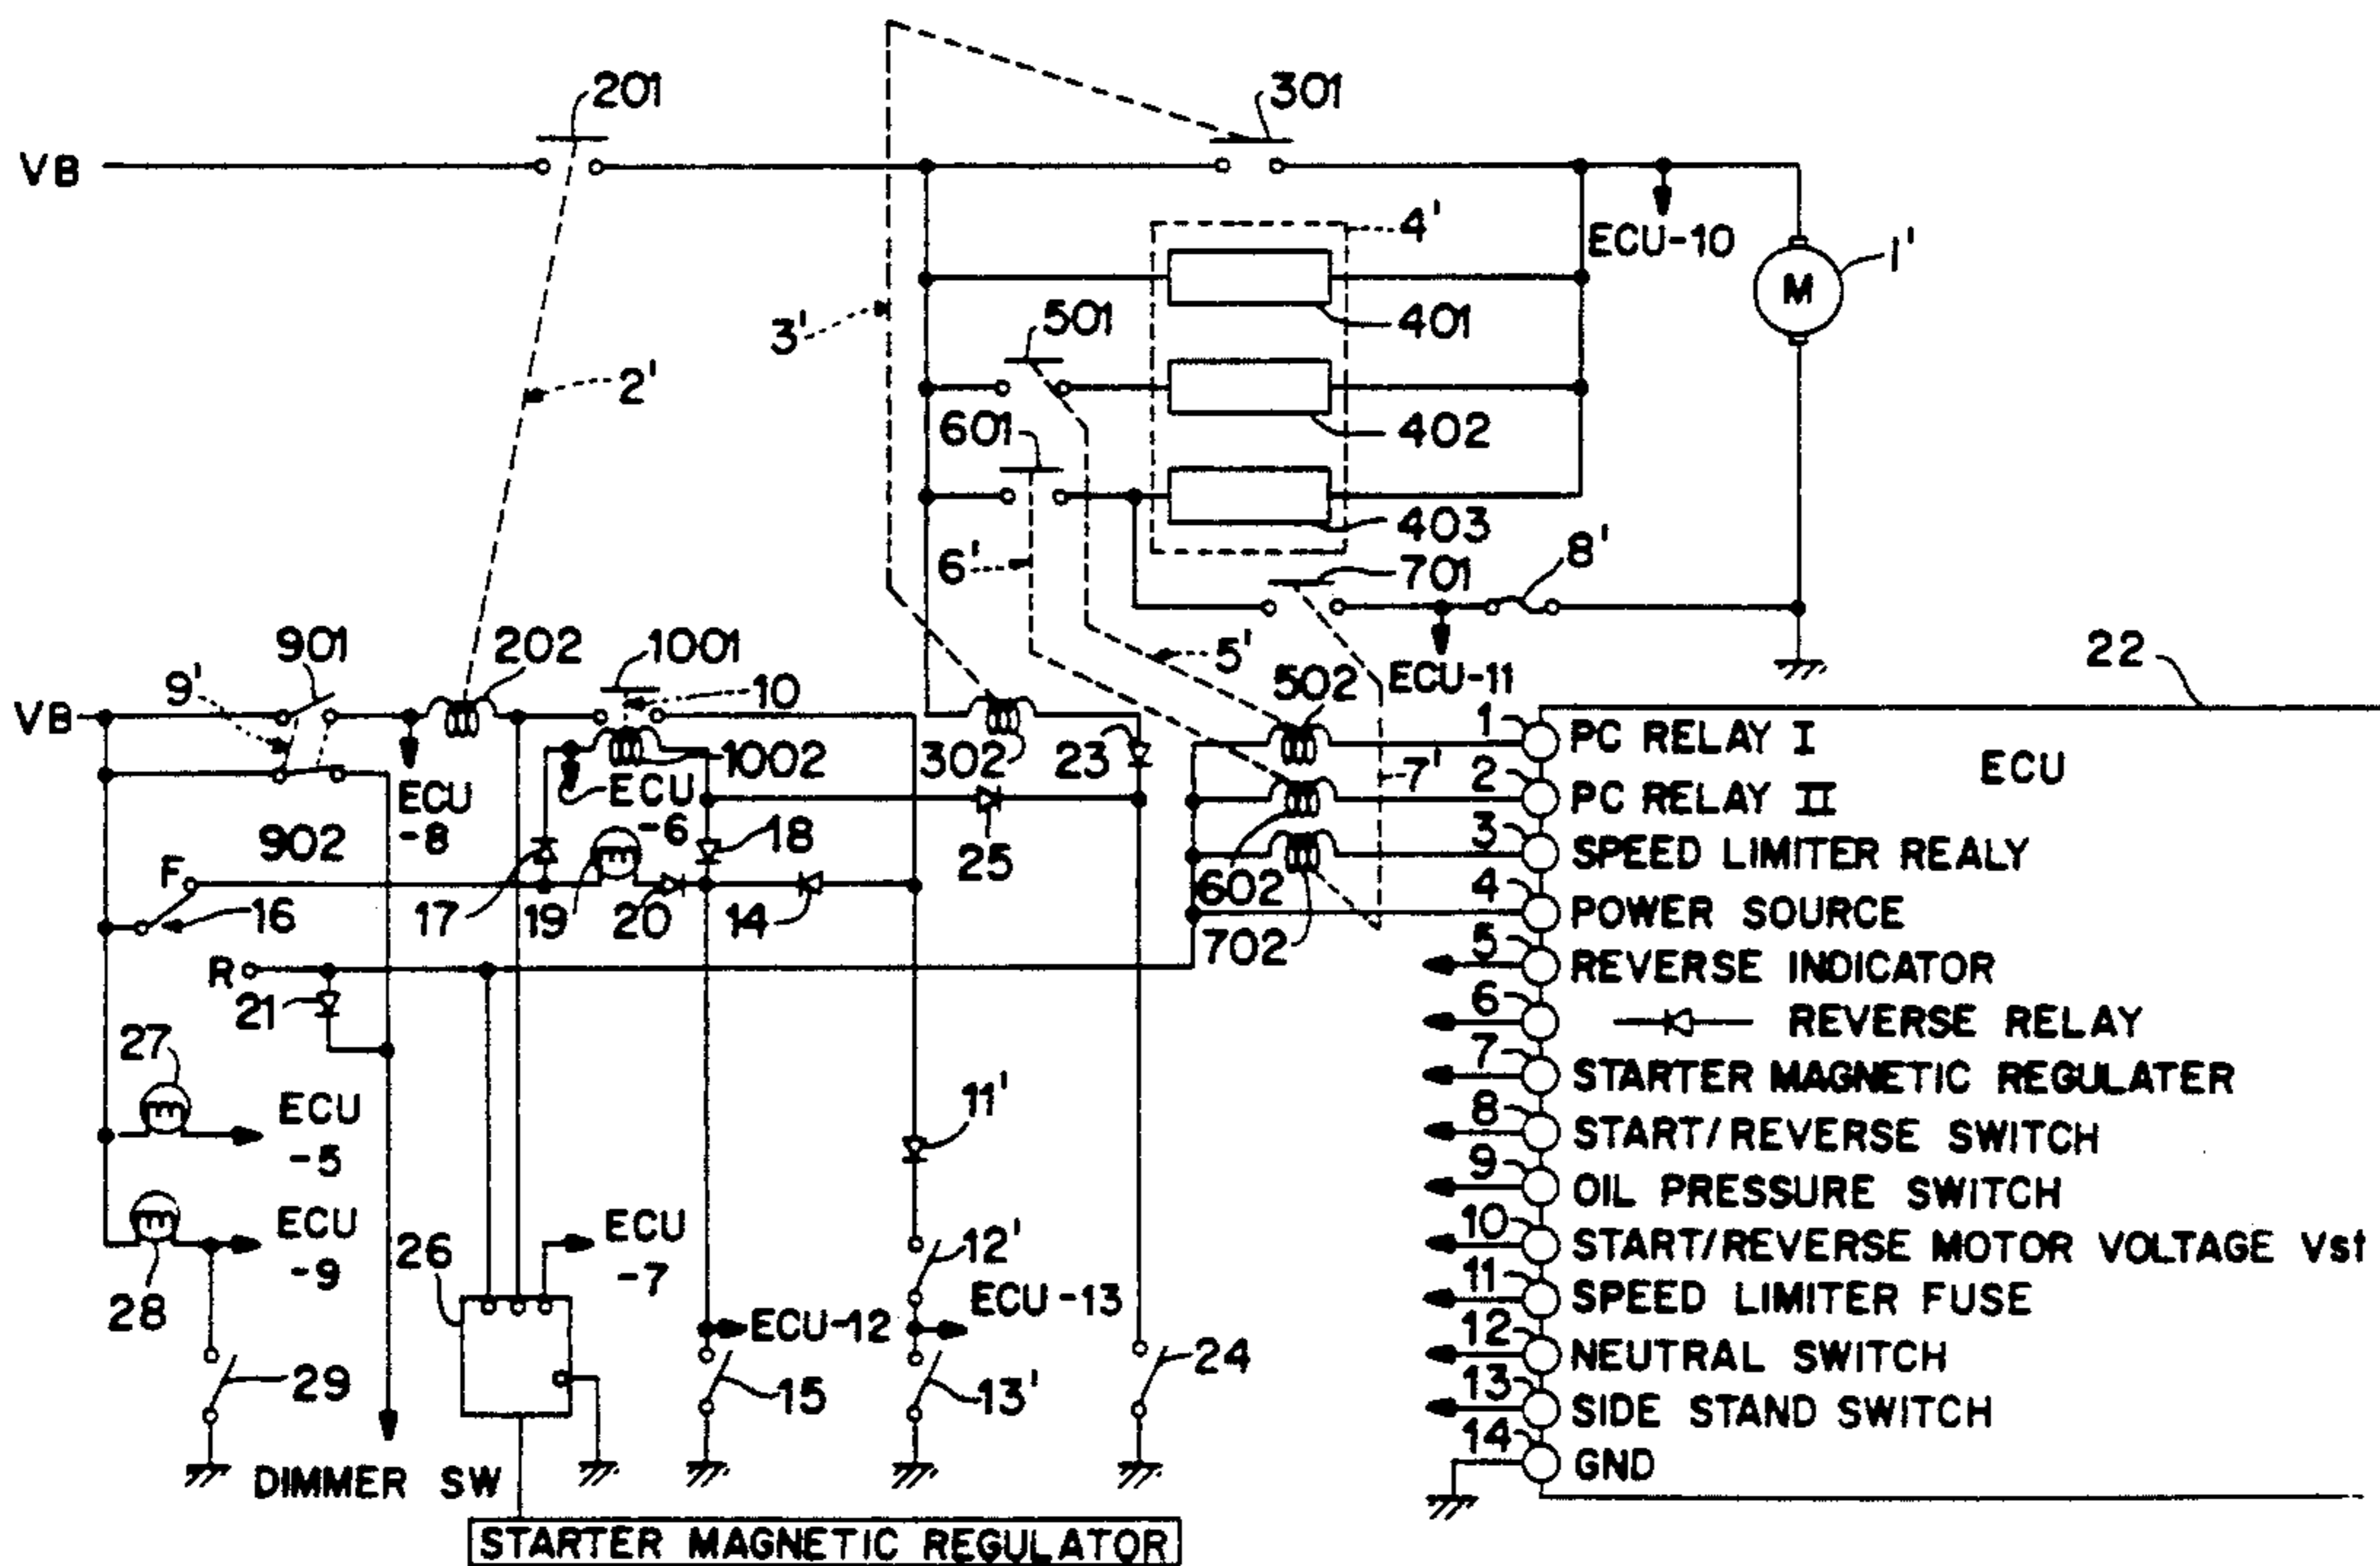 201
301
VB
4'
ECU-10
1'
M
3'
501
401
2'
601
402
403
8'
6'
701
901
202
1001
5'
ECU-11
22
9'
10
502
VB
1
PC RELAY I
ECU
302
23
1002
7'
2
PC RELAY II
ECU
-8
ECU
-6
902
18
25
3
SPEED LIMITER REALY
F
602
4
16
17
19
20
14
POWER SOURCE
702
5
R
REVERSE INDICATOR
21
6
REVERSE RELAY
27
7
STARTER MAGNETIC REGULATER
ECU
-5
11'
8
START/REVERSE SWITCH
9
OIL PRESSURE SWITCH
ECU
-9
26
ECU
-7
12'
10
START/REVERSE MOTOR VOLTAGE Vst
28
ECU-13
11
SPEED LIMITER FUSE
ECU-12
12
NEUTRAL SWITCH
29
15
13'
24
13
SIDE STAND SWITCH
14
GND
DIMMER SW
STARTER MAGNETIC REGULATOR